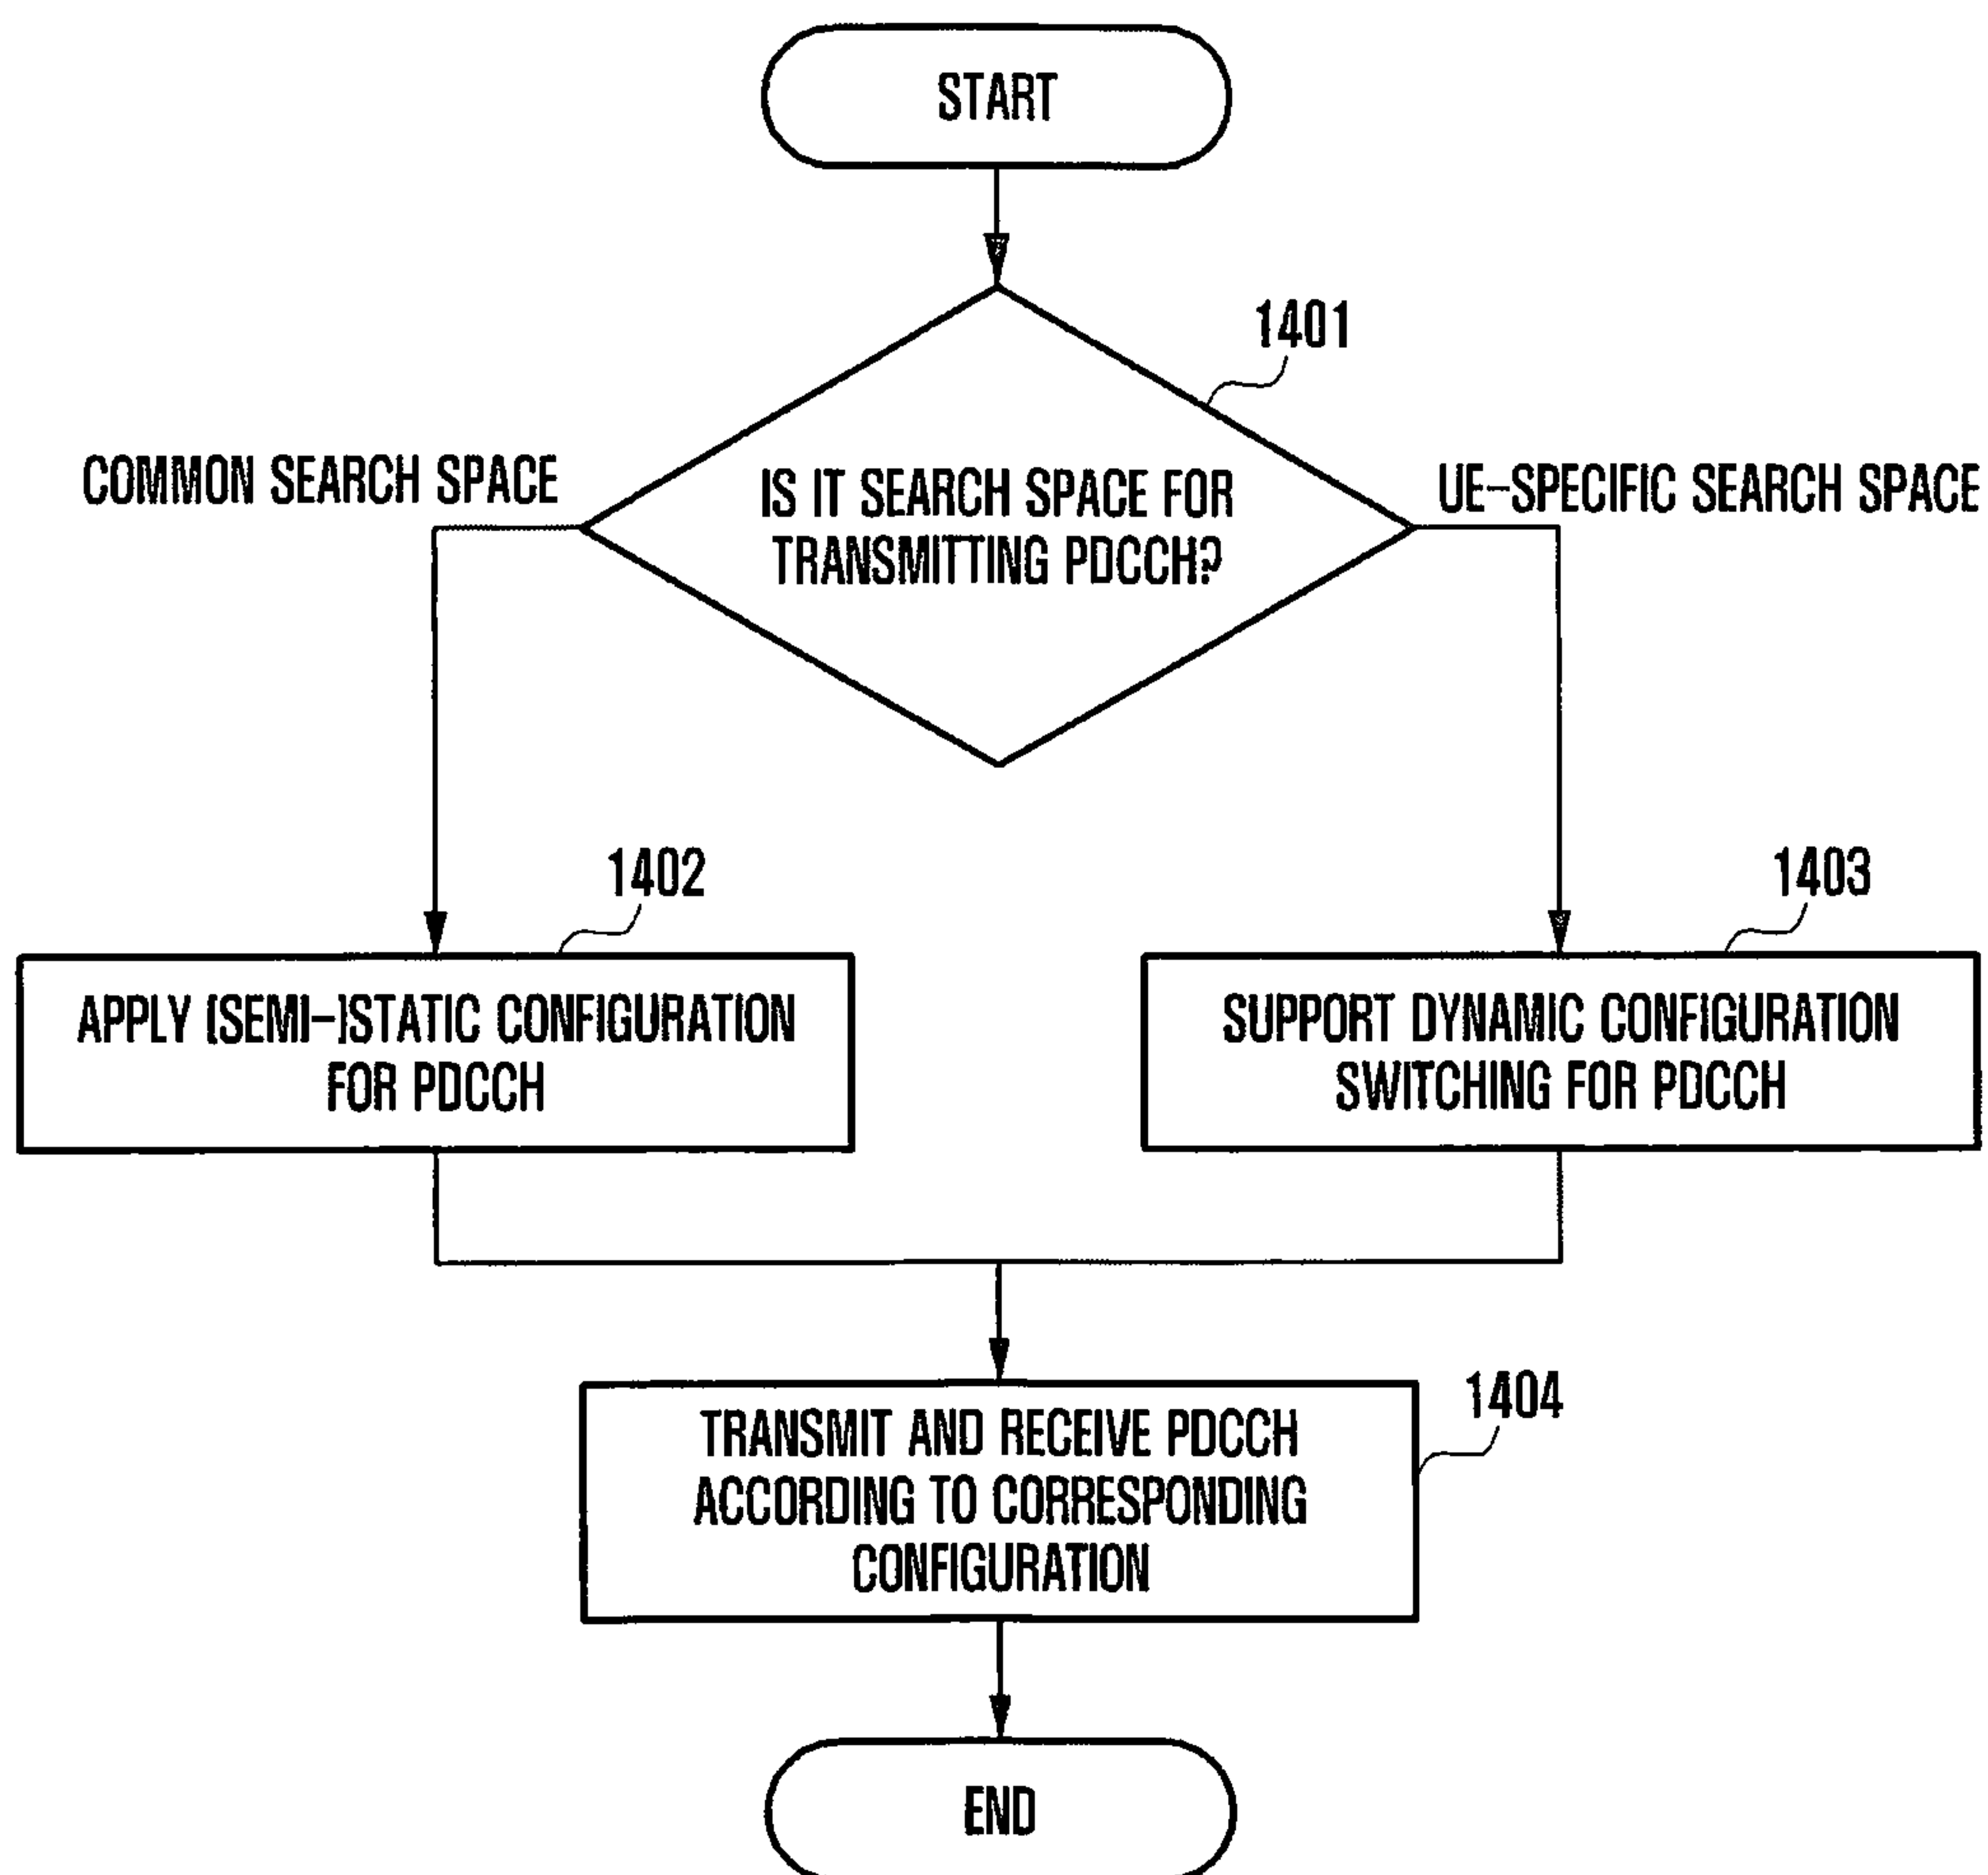 START
1401
COMMON SEARCH SPACE
IS IT SEARCH SPACE FOR
TRANSMITTING PDCCH?
UE-SPECIFIC SEARCH SPACE
1402
1403
APPLY [SEMI-]STATIC CONFIGURATION
FOR PDCCH
SUPPORT DYNAMIC CONFIGURATION
SWITCHING FOR PDCCH
1404
TRANSMIT AND RECEIVE PDCCH
ACCORDING TO CORRESPONDING
CONFIGURATION
END